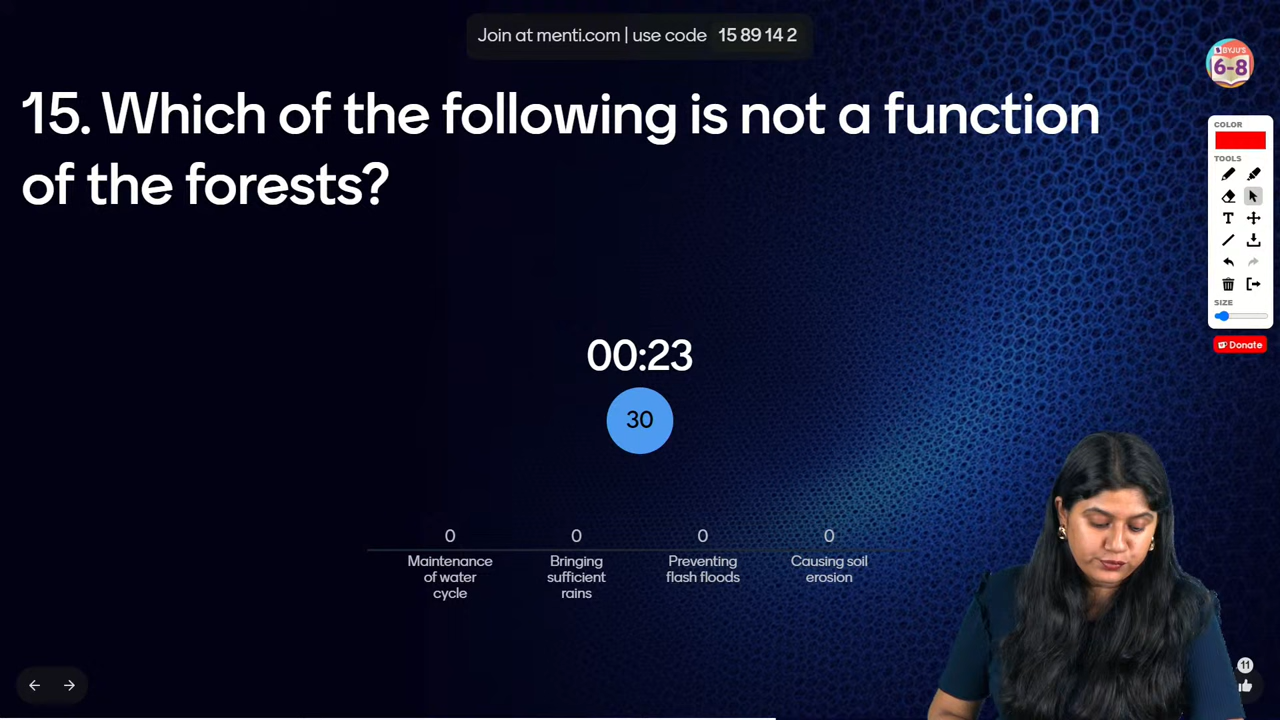 Join at menti.com | use code 15 89 14 2
BYJU'S
6-8
15. Which of the following is not a function
of the forests?
COLOR
TOOLS
T
SIZE
Donate
00:23
30
0
Maintenance
of water
cycle
0
Bringing
sufficient
rains
0
Preventing
flash floods
0
Causing soil
erosion
11